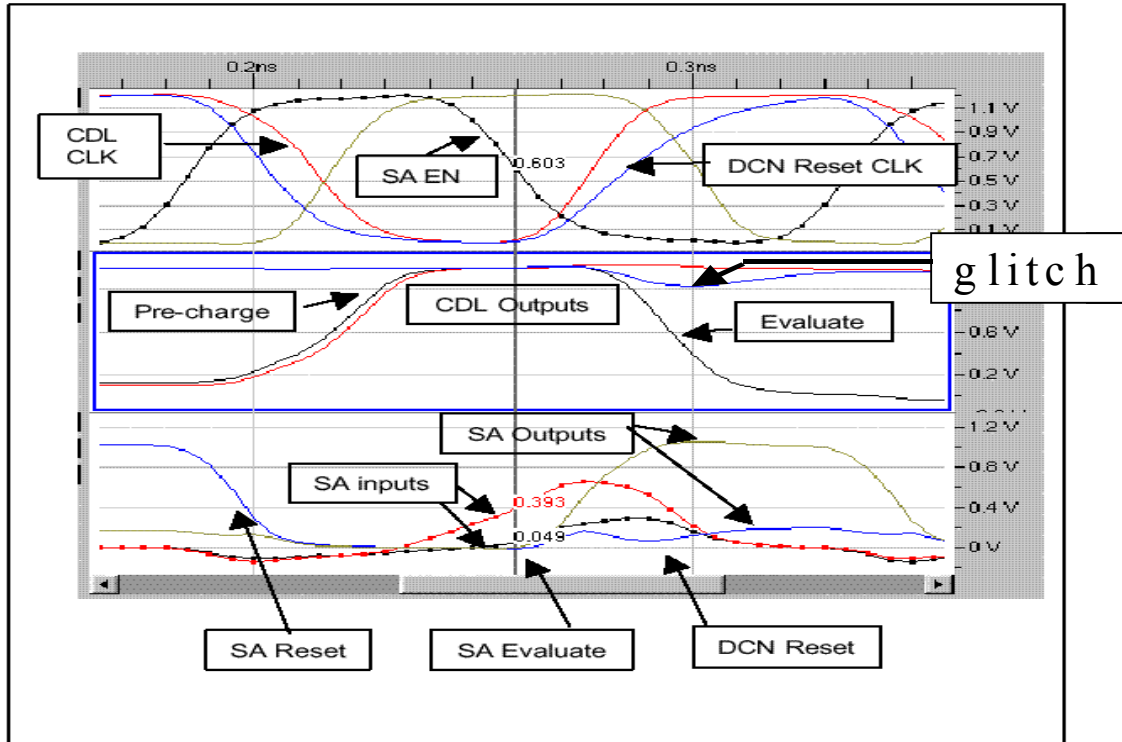 0.2ns
0.3ns
1.1 V
CDL
CLK
0.9 V
SA EN
0.603
DCN Reset CLK
0.7 V
0.5 V
0.3 V
0.1 V
glitch
Pre-charge
CDL Outputs
Evaluate
0.6 V
0.2 V
SA Outputs
1.2 V
SA inputs
0.8 V
0.393
0.4 V
0.049
0 V
SA Reset
SA Evaluate
DCN Reset